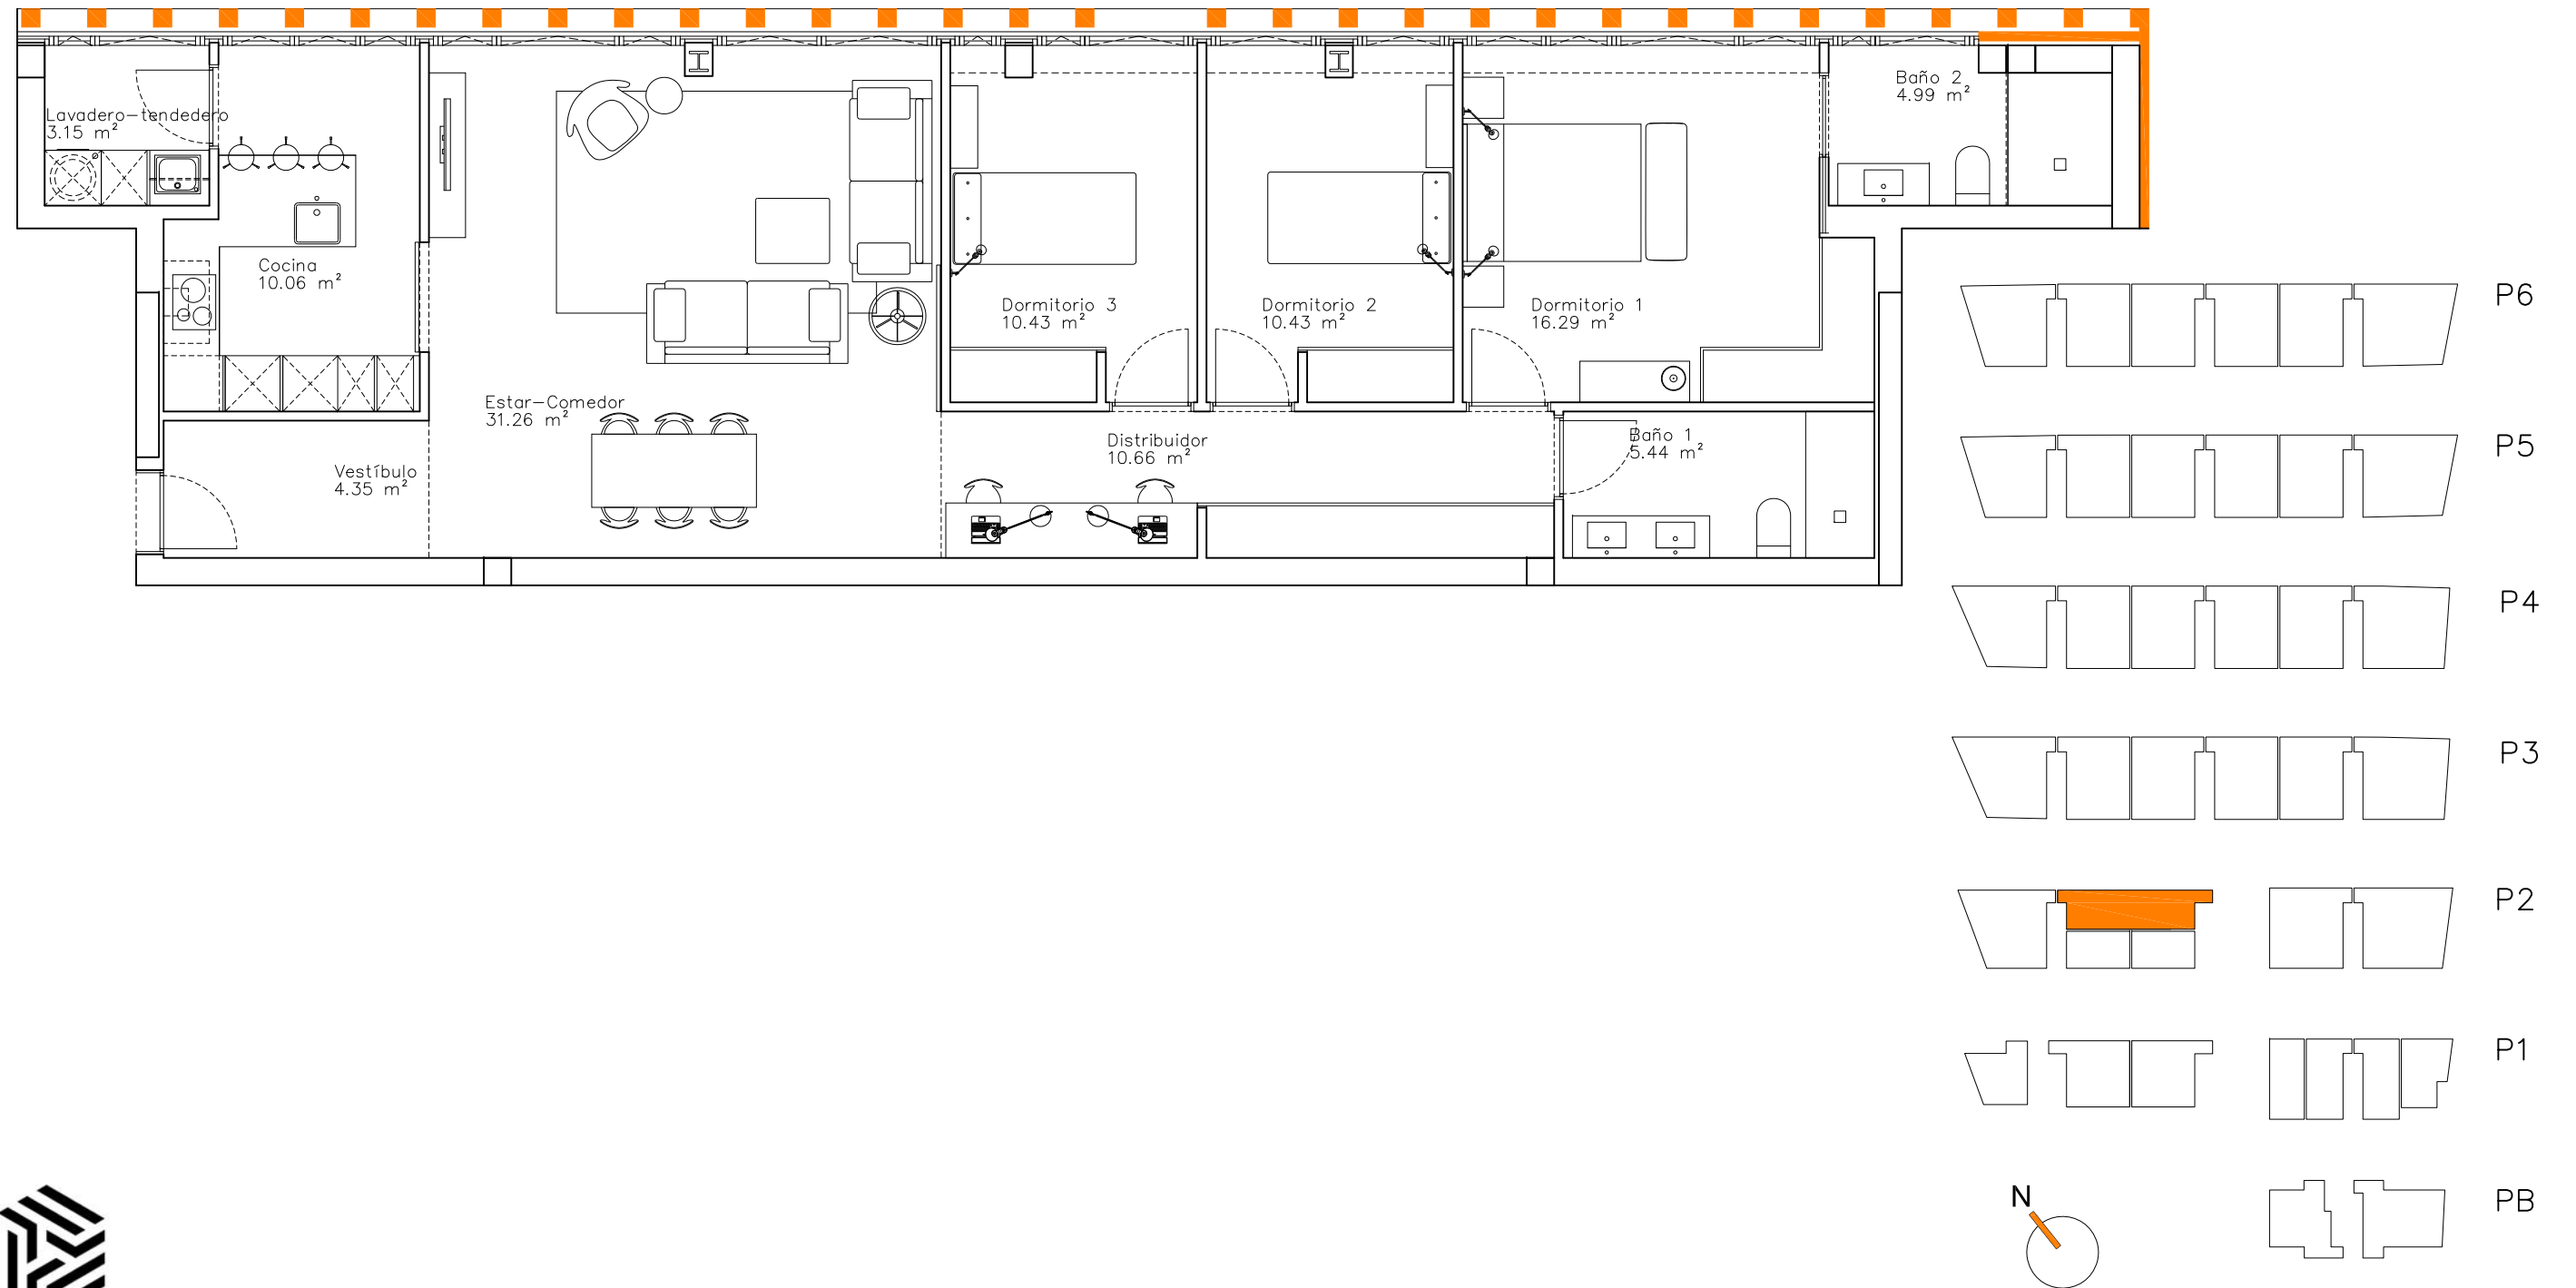 Lavadero-tendedero
3.15 m²
Cocina
10.06 m²
Vestíbulo
4.35 m²
Estar-Comedor
31.26 m²
Dormitorio 3
10.43 m²
Dormitorio 2
10.43 m²
Dormitorio 1
16.29 m²
Baño 2
4.99 m²
Distribuidor
10.66 m²
Baño 1
5.44 m²
P6
P5
P4
P3
P2
P1
PB
N